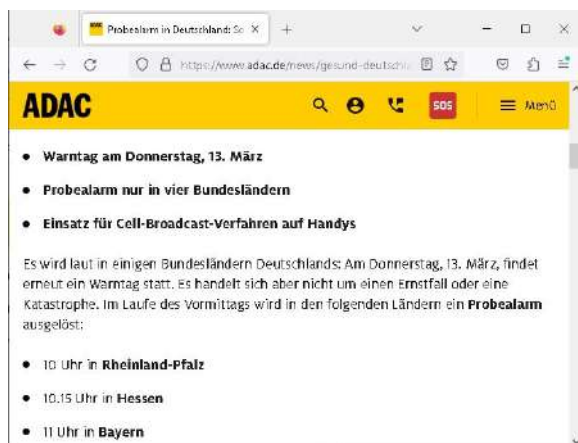 Probealarm in Deutschland: So
https://www.adac.de/news/gesund-deutschl
ADAC
SOS
Menü
Warntag am Donnerstag, 13. März
Probealarm nur in vier Bundesländern
Einsatz für Cell-Broadcast-Verfahren auf Handys
Es wird laut in einigen Bundesländern Deutschlands: Am Donnerstag, 13. März, findet
erneut ein Warntag statt. Es handelt sich aber nicht um einen Ernstfall oder eine
Katastrophe. Im Laufe des Vormittags wird in den folgenden Ländern ein Probealarm
ausgelöst:
10 Uhr in Rheinland-Pfalz
10.15 Uhr in Hessen
11 Uhr in Bayern